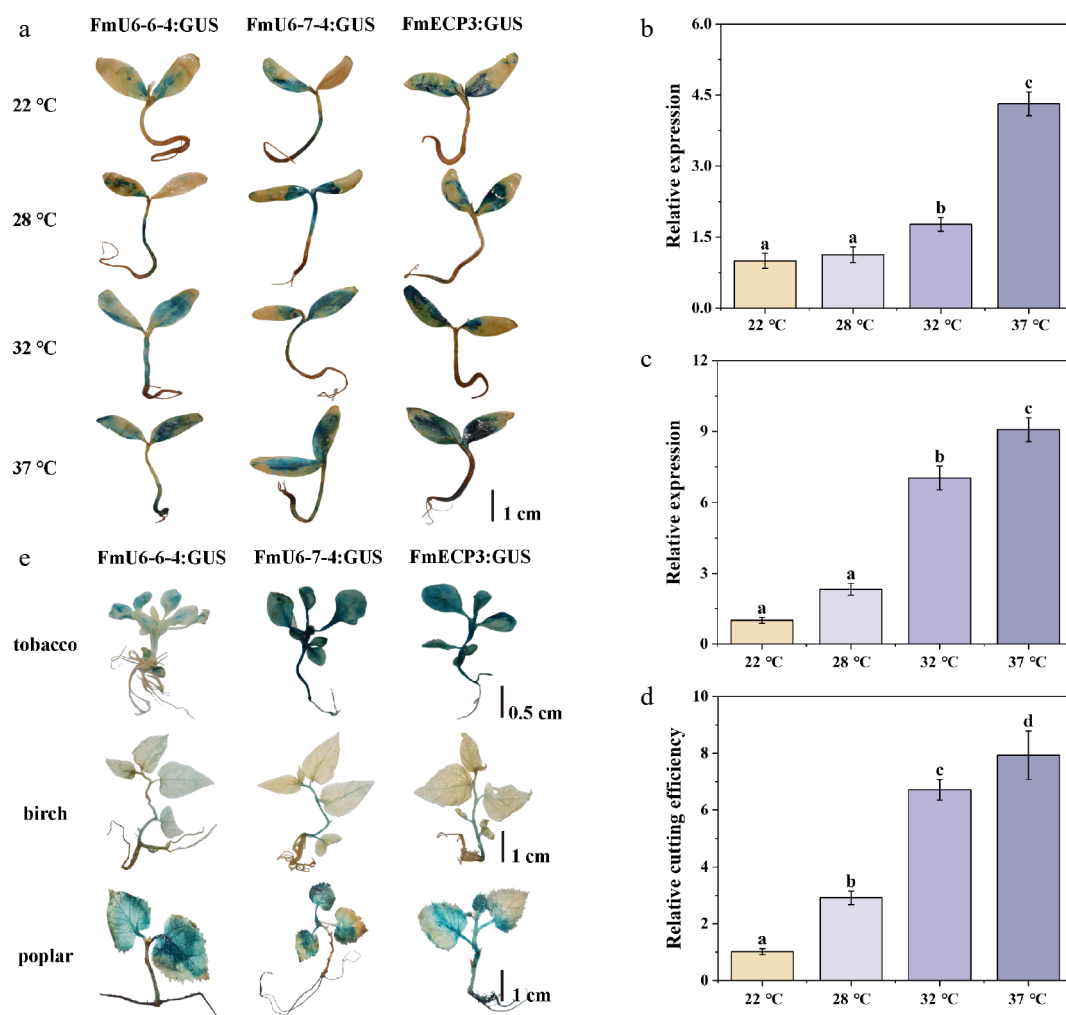 a
FmU6-6-4:GUS FmU6-7-4:GUS FmECP3:GUS
22 ℃
28 ℃
32 ℃
37 ℃
1 cm
b
Relative expression
6.0
4.5
3.0
1.5
0.0
a a b c
22 ℃ 28 ℃ 32 ℃ 37 ℃
c
Relative expression
12
9
6
3
0
a a b c
22 ℃ 28 ℃ 32 ℃ 37 ℃
d
Relative cutting efficiency
10
8
6
4
2
0
a b c d
22 ℃ 28 ℃ 32 ℃ 37 ℃
e
FmU6-6-4:GUS FmU6-7-4:GUS FmECP3:GUS
tobacco
0.5 cm
birch
1 cm
poplar
1 cm